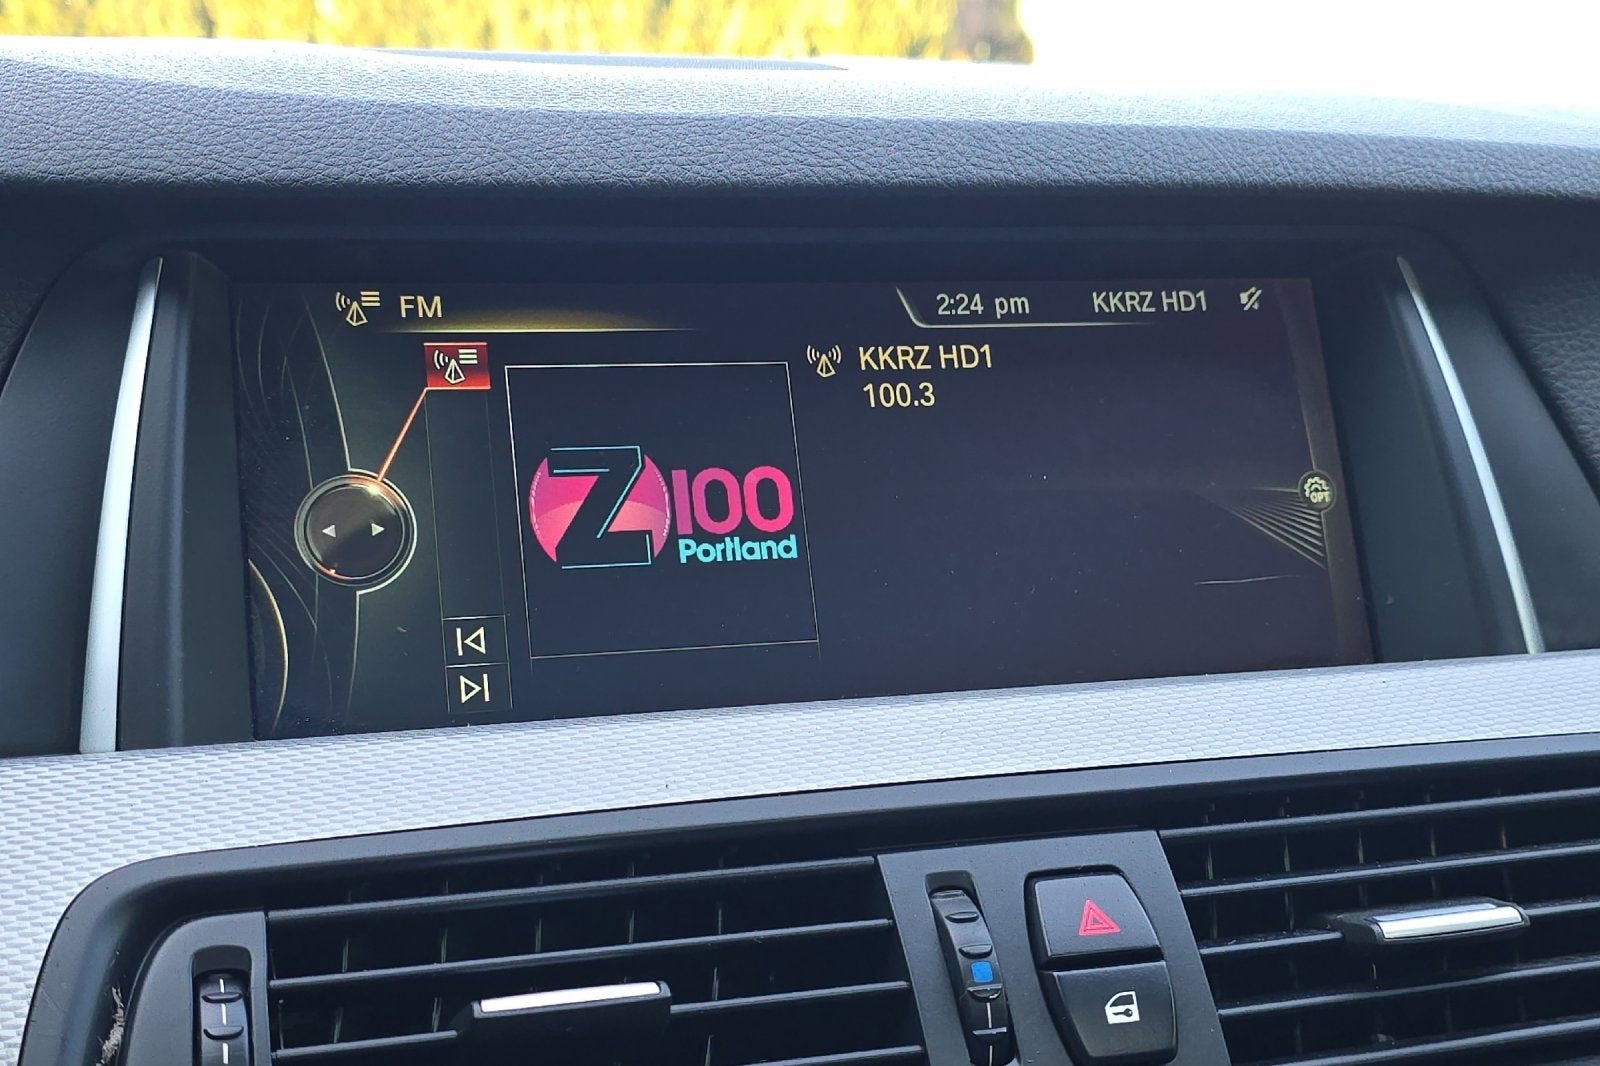 FM
2:24 pm
KKRZ HD1
KKRZ HD1
100.3
Z100
Portland
OPT